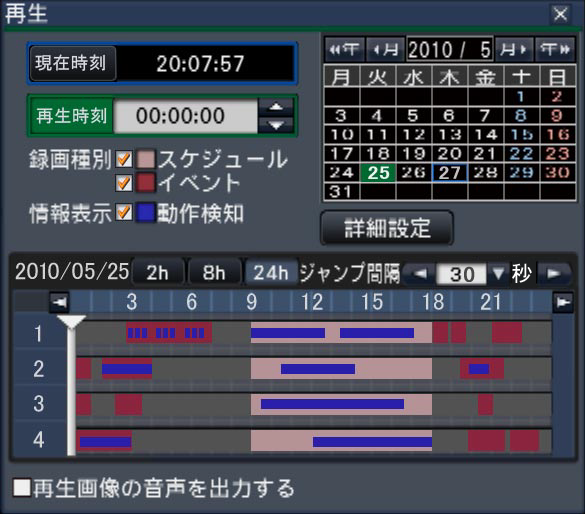 再生
現在時刻 20:07:57
再生時刻 00:00:00
録画種別 スケジュール
イベント
情報表示 動作検知
年 月 2010 / 5 月 年
月 火 水 木 金 土 日
1 2
3 4 5 6 7 8 9
10 11 12 13 14 15 16
17 18 19 20 21 22 23
24 25 26 27 28 29 30
31
詳細設定
2010/05/25 2h 8h 24h ジャンプ間隔 30 秒
3 6 9 12 15 18 21
1
2
3
4
再生画像の音声を出力する